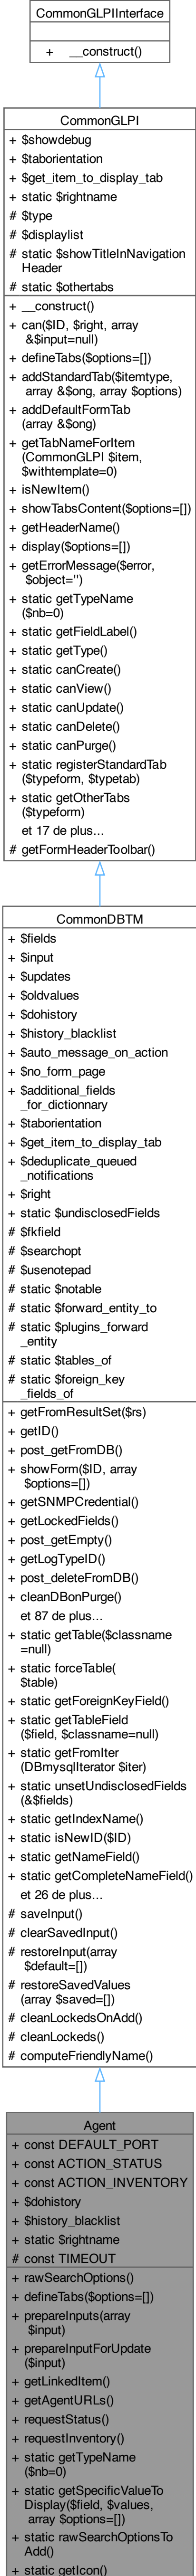 CommonGLPIInterface
+ __construct()
CommonGLPI
+ $showdebug
+ $taborientation
+ $get_item_to_display_tab
+ static $rightname
# $type
# $displaylist
# static $showTitleInNavigation
Header
# static $othertabs
+ __construct()
+ can($ID, $right, array
&$input=null)
+ defineTabs($options=[])
+ addStandardTab($itemtype,
array &$ong, array $options)
+ addDefaultFormTab
(array &$ong)
+ getTabNameForItem
(CommonGLPI $item,
$withtemplate=0)
+ isNewItem()
+ showTabsContent($options=[])
+ getHeaderName()
+ display($options=[])
+ getErrorMessage($error,
$object='')
+ static getTypeName
($nb=0)
+ static getFieldLabel()
+ static getType()
+ static canCreate()
+ static canView()
+ static canUpdate()
+ static canDelete()
+ static canPurge()
+ static registerStandardTab
($typeform, $typetab)
+ static getOtherTabs
($typeform)
et 17 de plus...
# getFormHeaderToolbar()
CommonDBTM
+ $fields
+ $input
+ $updates
+ $oldvalues
+ $dohistory
+ $history_blacklist
+ $auto_message_on_action
+ $no_form_page
+ $additional_fields
_for_dictionnary
+ $taborientation
+ $get_item_to_display_tab
+ $deduplicate_queued
_notifications
+ $right
+ static $undisclosedFields
# $fkfield
# $searchopt
# $usenotepad
# static $notable
# static $forward_entity_to
# static $plugins_forward
_entity
# static $tables_of
# static $foreign_key
_fields_of
+ getFromResultSet($rs)
+ getID()
+ post_getFromDB()
+ showForm($ID, array
$options=[])
+ getSNMPCredential()
+ getLockedFields()
+ post_getEmpty()
+ getLogTypeID()
+ post_deleteFromDB()
+ cleanDBonPurge()
et 87 de plus...
+ static getTable($classname
=null)
+ static forceTable(
$table)
+ static getForeignKeyField()
+ static getTableField
($field, $classname=null)
+ static getFromIter
(DBmysqlIterator $iter)
+ static unsetUndisclosedFields
(&$fields)
+ static getIndexName()
+ static isNewID($ID)
+ static getNameField()
+ static getCompleteNameField()
et 26 de plus...
# saveInput()
# clearSavedInput()
# restoreInput(array
$default=[])
# restoreSavedValues
(array $saved=[])
# cleanLockedsOnAdd()
# cleanLockeds()
# computeFriendlyName()
Agent
+ const DEFAULT_PORT
+ const ACTION_STATUS
+ const ACTION_INVENTORY
+ $dohistory
+ $history_blacklist
+ static $rightname
# const TIMEOUT
+ rawSearchOptions()
+ defineTabs($options=[])
+ prepareInputs(array
$input)
+ prepareInputForUpdate
($input)
+ getLinkedItem()
+ getAgentURLs()
+ requestStatus()
+ requestInventory()
+ static getTypeName
($nb=0)
+ static getSpecificValueTo
Display($field, $values,
array $options=[])
+ static rawSearchOptionsTo
Add()
+ static getIcon()